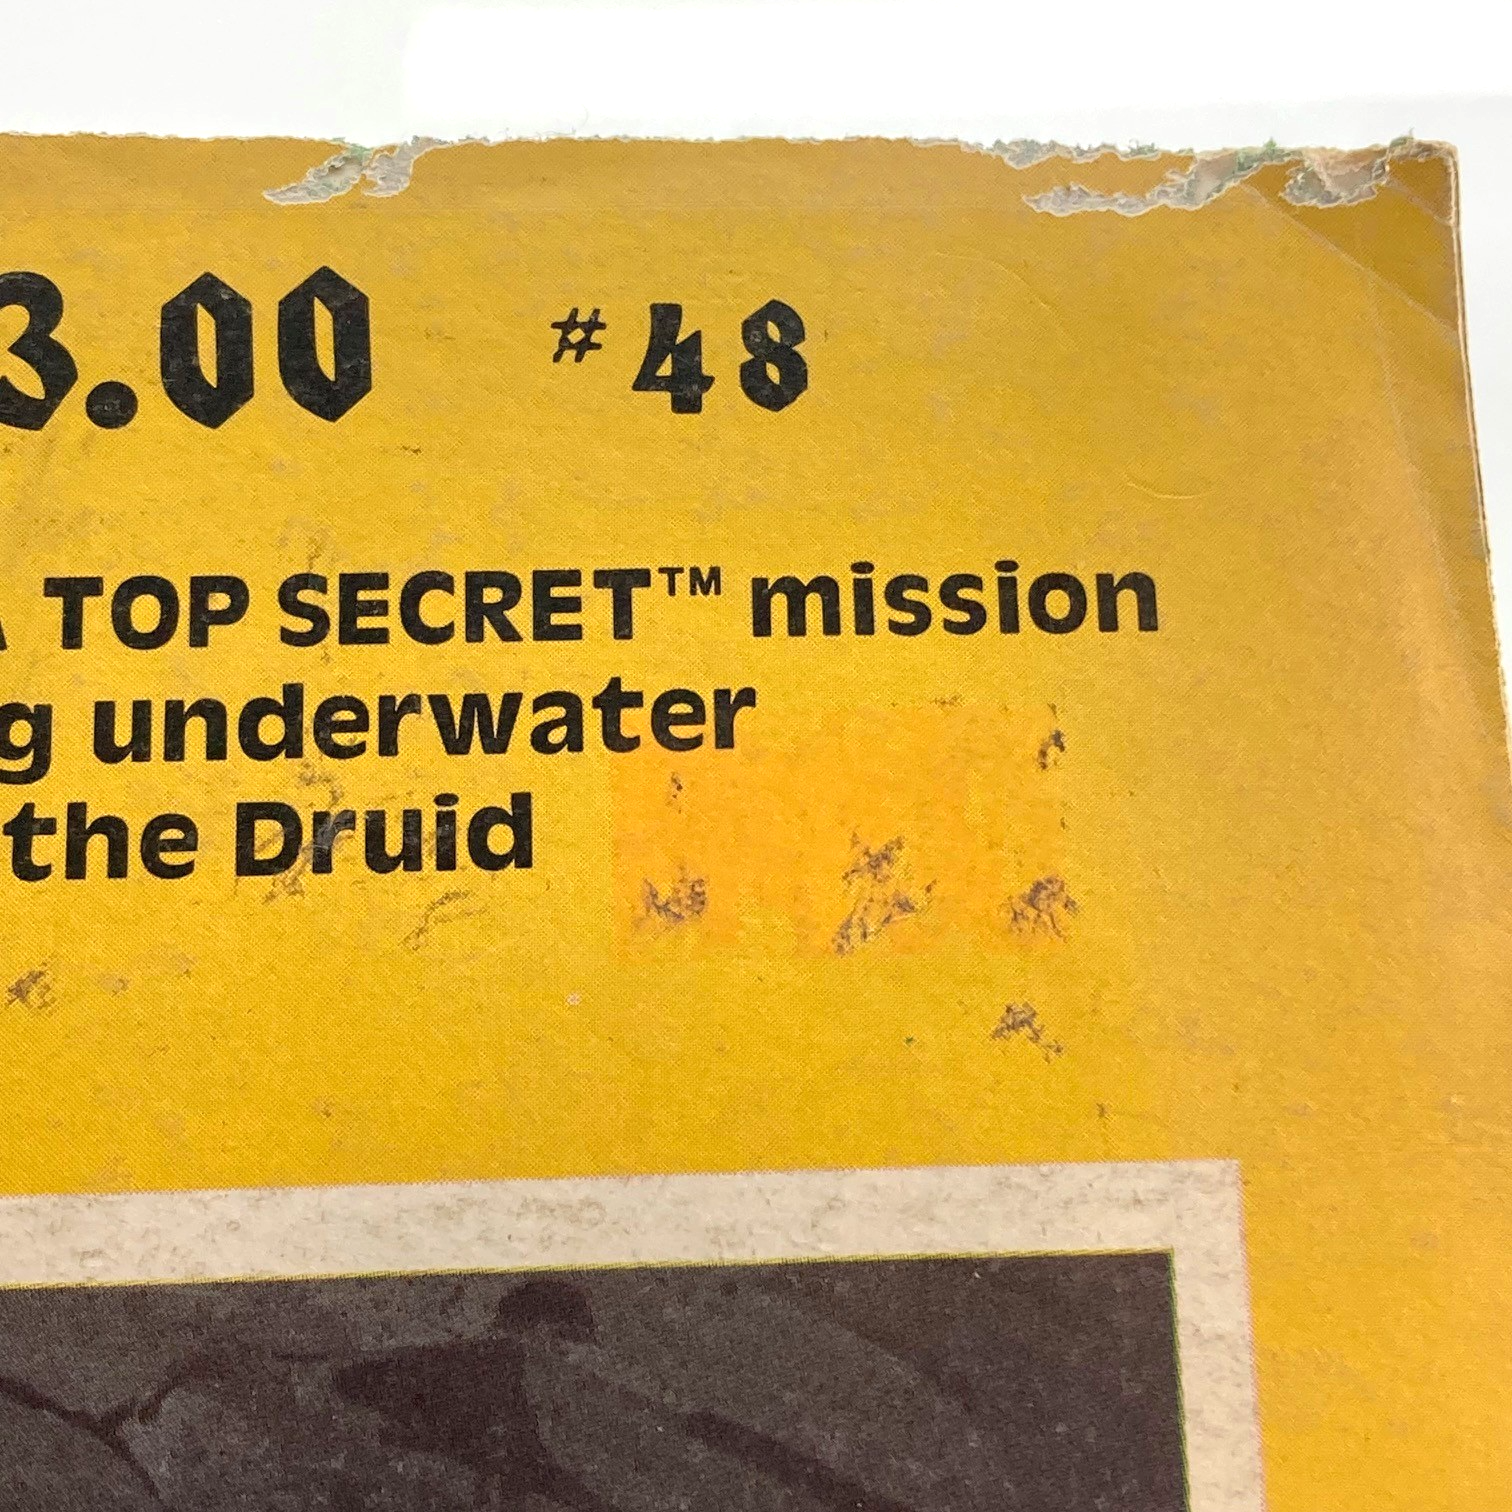 3.00 #48
A TOP SECRET™ mission
g underwater
the Druid